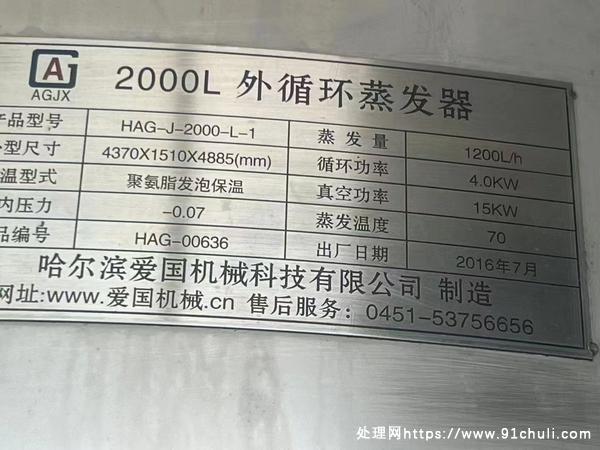 AGJX
2000L 外循环蒸发器
产品型号 HAG-J-2000-L-1 蒸发量 1200L/h
型尺寸 4370X1510X4885(mm) 循环功率 4.0KW
温型式 聚氨脂发泡保温 真空功率 15KW
内压力 -0.07 蒸发温度 70
品编号 HAG-00636 出厂日期 2016年7月
哈尔滨爱国机械科技有限公司 制造
网址:www.爱国机械.cn 售后服务:0451-53756656
处理网https://www.91chuli.com